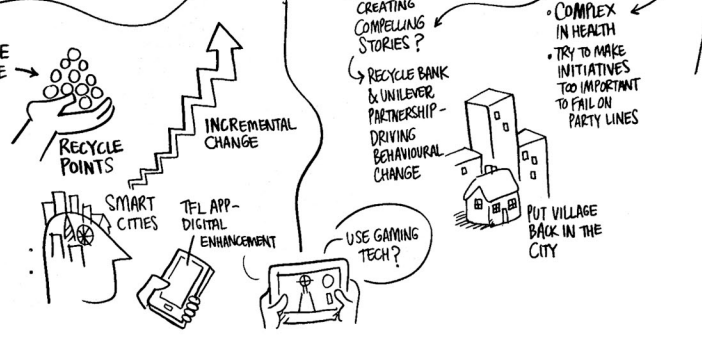 E
E
RECYCLE
POINTS
INCREMENTAL
CHANGE
SMART
CITIES
TFL APP-
DIGITAL
ENHANCEMENT
CREATING
COMPELLING
STORIES?
RECYCLE BANK
& UNILEVER
PARTNERSHIP-
DRIVING
BEHAVIOURAL
CHANGE
USE GAMING
TECH?
• COMPLEX
IN HEALTH
• TRY TO MAKE
INITIATIVES
TOO IMPORTANT
TO FAIL ON
PARTY LINES
PUT VILLAGE
BACK IN THE
CITY